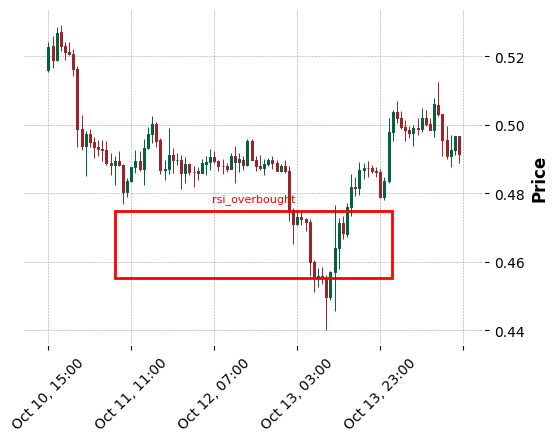 0.52
0.50
rsi_overbought
0.48
0.46
0.44
Price
Oct 10, 15:00
Oct 11, 11:00
Oct 12, 07:00
Oct 13, 03:00
Oct 13, 23:00